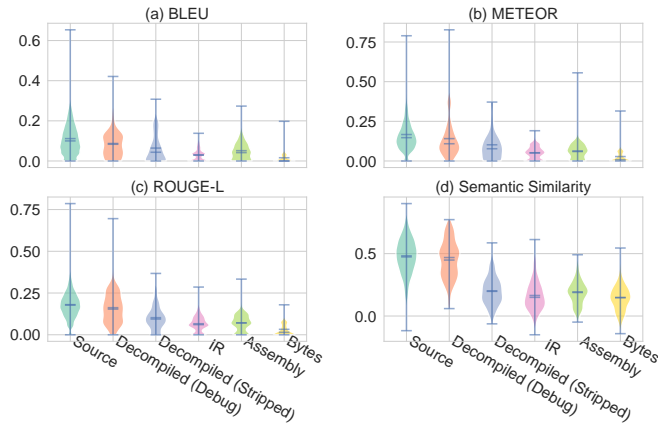 (a) BLEU
(b) METEOR
0.6
0.4
0.2
0.0
0.75
0.50
0.25
0.00
(c) ROUGE-L
(d) Semantic Similarity
0.75
0.50
0.25
0.00
0.5
0.0
Source
Decompiled (Debug)
Decompiled (Stripped)
iR
Assembly
Bytes
Source
Decompiled (Debug)
Decompiled (Stripped)
iR
Assembly
Bytes